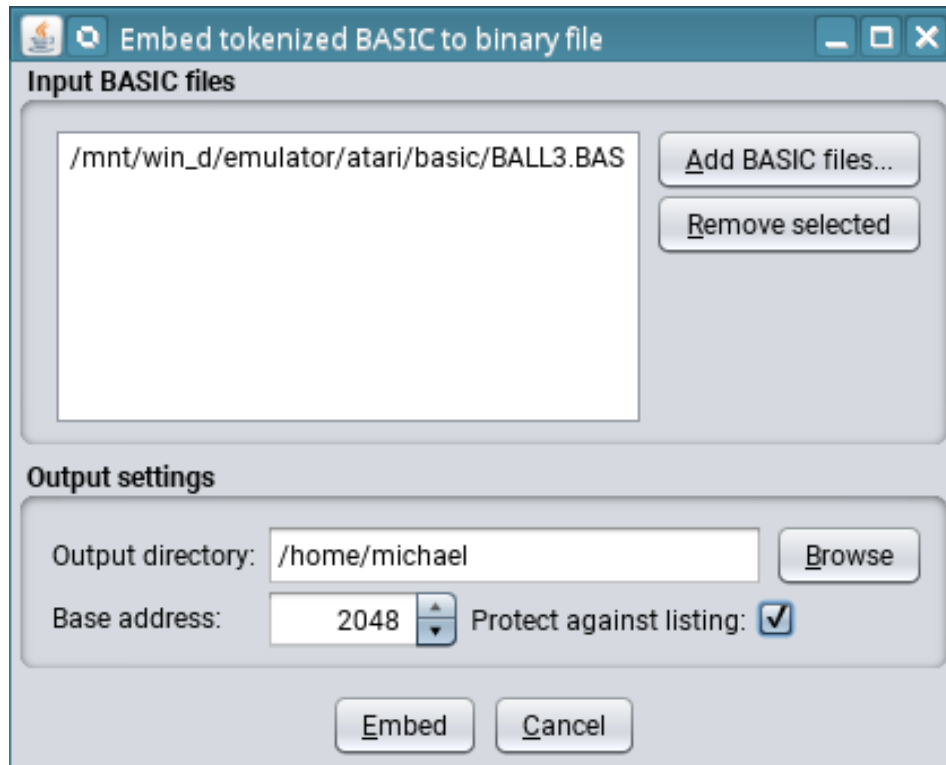 Embed tokenized BASIC to binary file
Input BASIC files
/mnt/win_d/emulator/atari/basic/BALL3.BAS
Add BASIC files...
Remove selected
Output settings
Output directory: /home/michael Browse
Base address: 2048 Protect against listing:
Embed Cancel